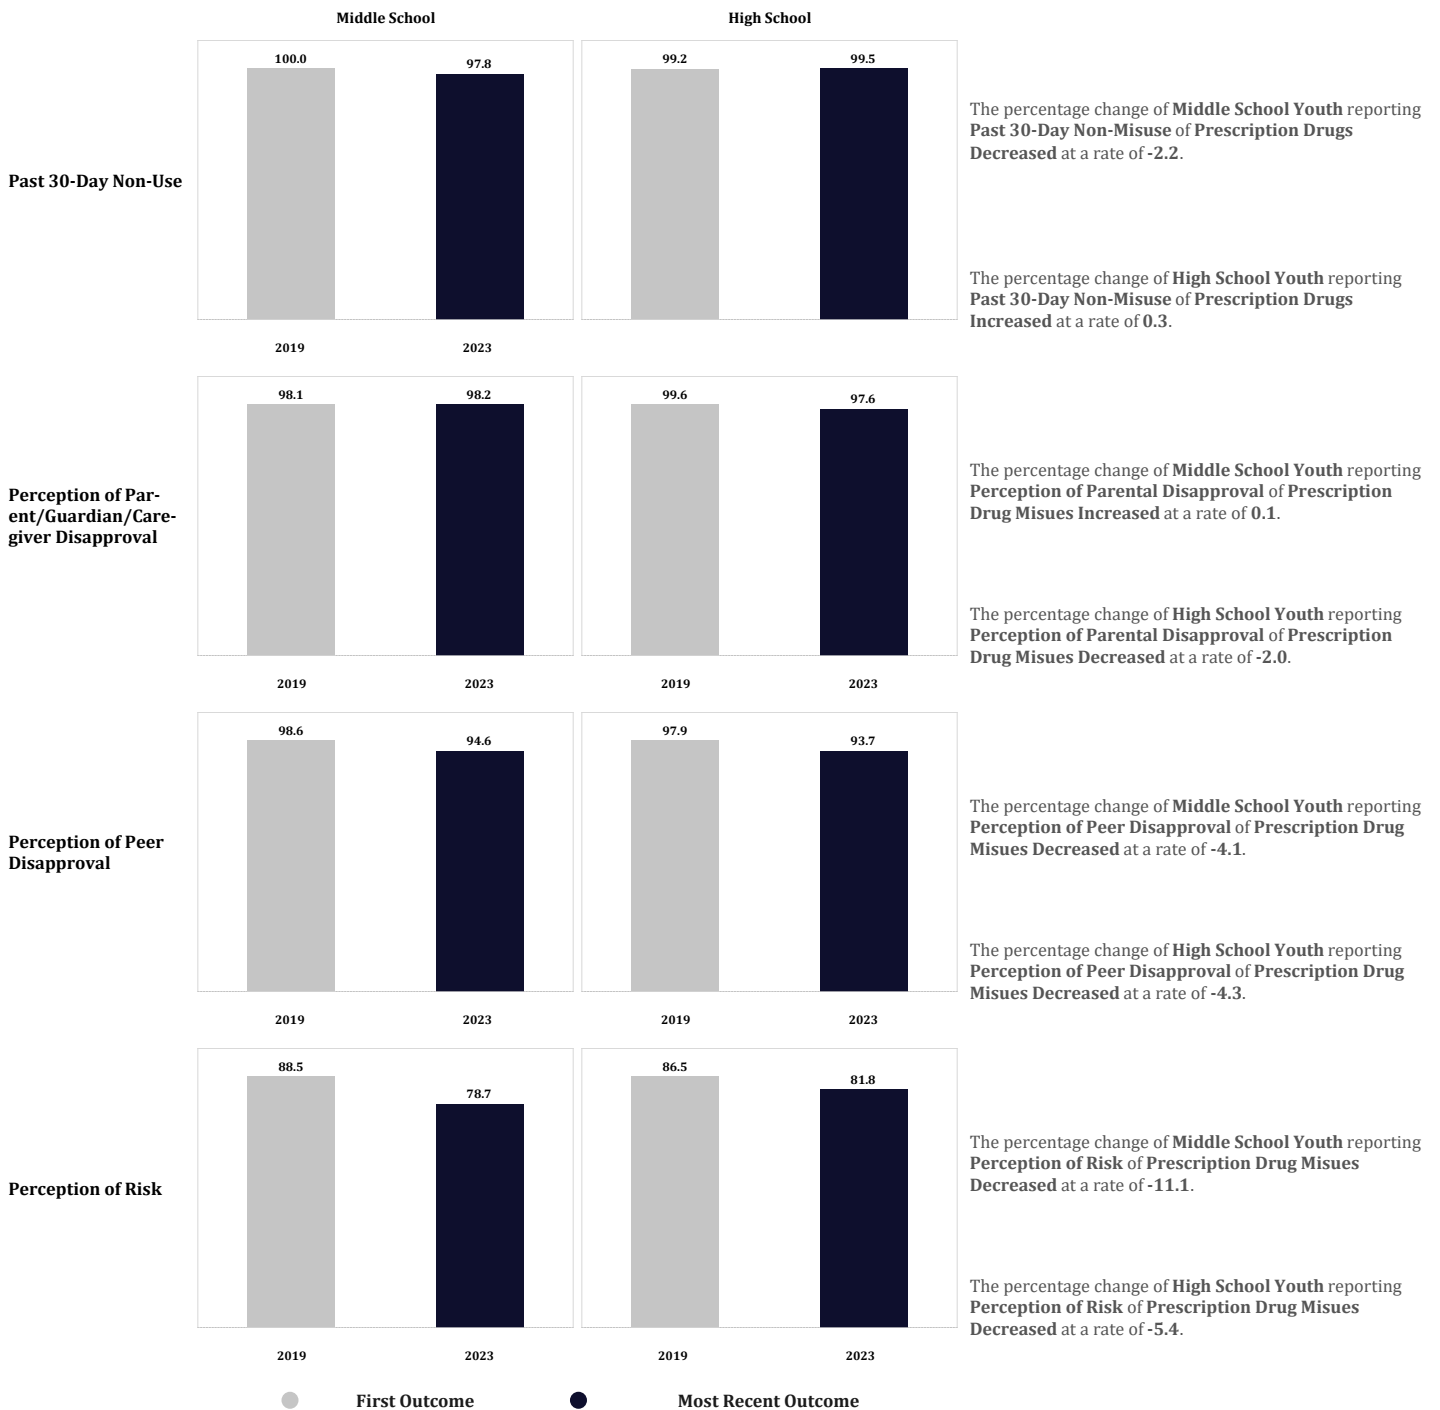 Middle School
High School
Past 30-Day Non-Use
100.0
97.8
2019
2023
99.2
99.5
The percentage change of Middle School Youth reporting
Past 30-Day Non-Misuse of Prescription Drugs
Decreased at a rate of -2.2.
The percentage change of High School Youth reporting
Past 30-Day Non-Misuse of Prescription Drugs
Increased at a rate of 0.3.
Perception of Par-
ent/Guardian/Care-
giver Disapproval
98.1
98.2
2019
2023
99.6
97.6
2019
2023
The percentage change of Middle School Youth reporting
Perception of Parental Disapproval of Prescription
Drug Misues Increased at a rate of 0.1.
The percentage change of High School Youth reporting
Perception of Parental Disapproval of Prescription
Drug Misues Decreased at a rate of -2.0.
Perception of Peer
Disapproval
98.6
94.6
2019
2023
97.9
93.7
2019
2023
The percentage change of Middle School Youth reporting
Perception of Peer Disapproval of Prescription Drug
Misues Decreased at a rate of -4.1.
The percentage change of High School Youth reporting
Perception of Peer Disapproval of Prescription Drug
Misues Decreased at a rate of -4.3.
Perception of Risk
88.5
78.7
2019
2023
86.5
81.8
2019
2023
The percentage change of Middle School Youth reporting
Perception of Risk of Prescription Drug Misues
Decreased at a rate of -11.1.
The percentage change of High School Youth reporting
Perception of Risk of Prescription Drug Misues
Decreased at a rate of -5.4.
First Outcome
Most Recent Outcome